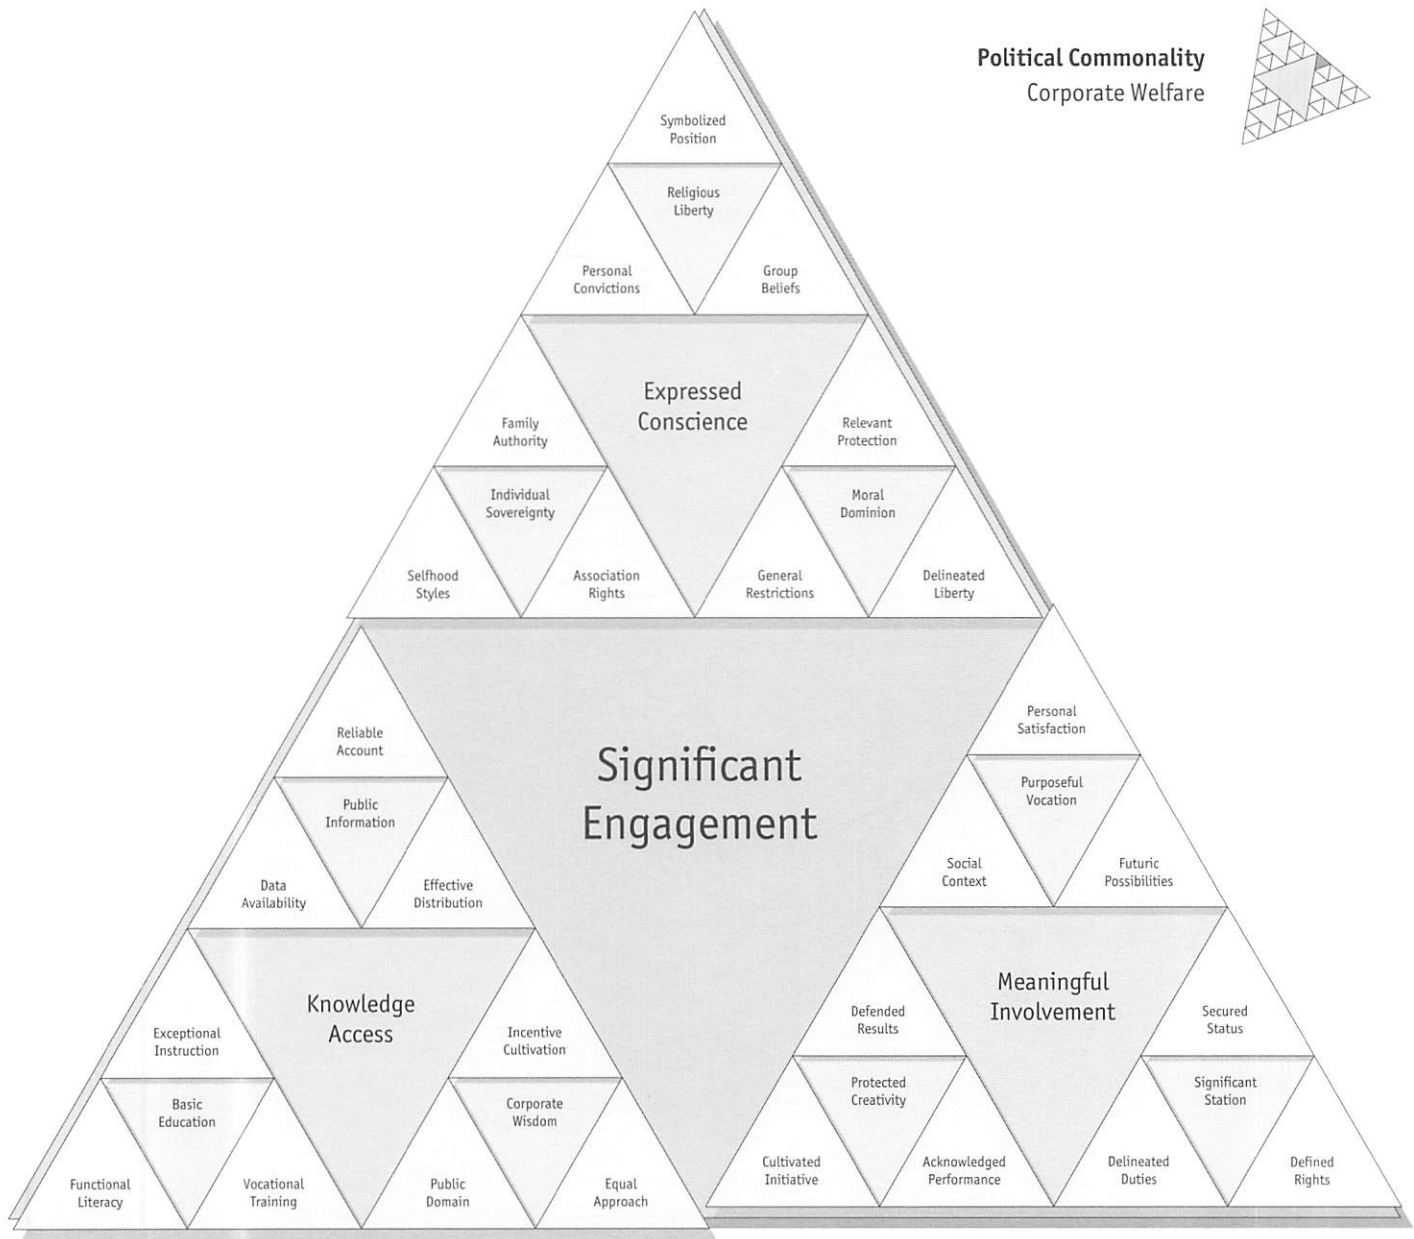 Political Commonality
Corporate Welfare
Symbolized
Position
Religious
Liberty
Personal
Convictions
Group
Beliefs
Expressed
Conscience
Family
Authority
Relevant
Protection
Individual
Sovereignty
Moral
Dominion
Selfhood
Styles
Association
Rights
General
Restrictions
Delineated
Liberty
Significant
Engagement
Reliable
Account
Public
Information
Data
Availability
Effective
Distribution
Knowledge
Access
Exceptional
Instruction
Incentive
Cultivation
Basic
Education
Corporate
Wisdom
Functional
Literacy
Vocational
Training
Public
Domain
Equal
Approach
Personal
Satisfaction
Purposeful
Vocation
Social
Context
Futuric
Possibilities
Meaningful
Involvement
Defended
Results
Secured
Status
Protected
Creativity
Significant
Station
Cultivated
Initiative
Acknowledged
Performance
Delineated
Duties
Defined
Rights